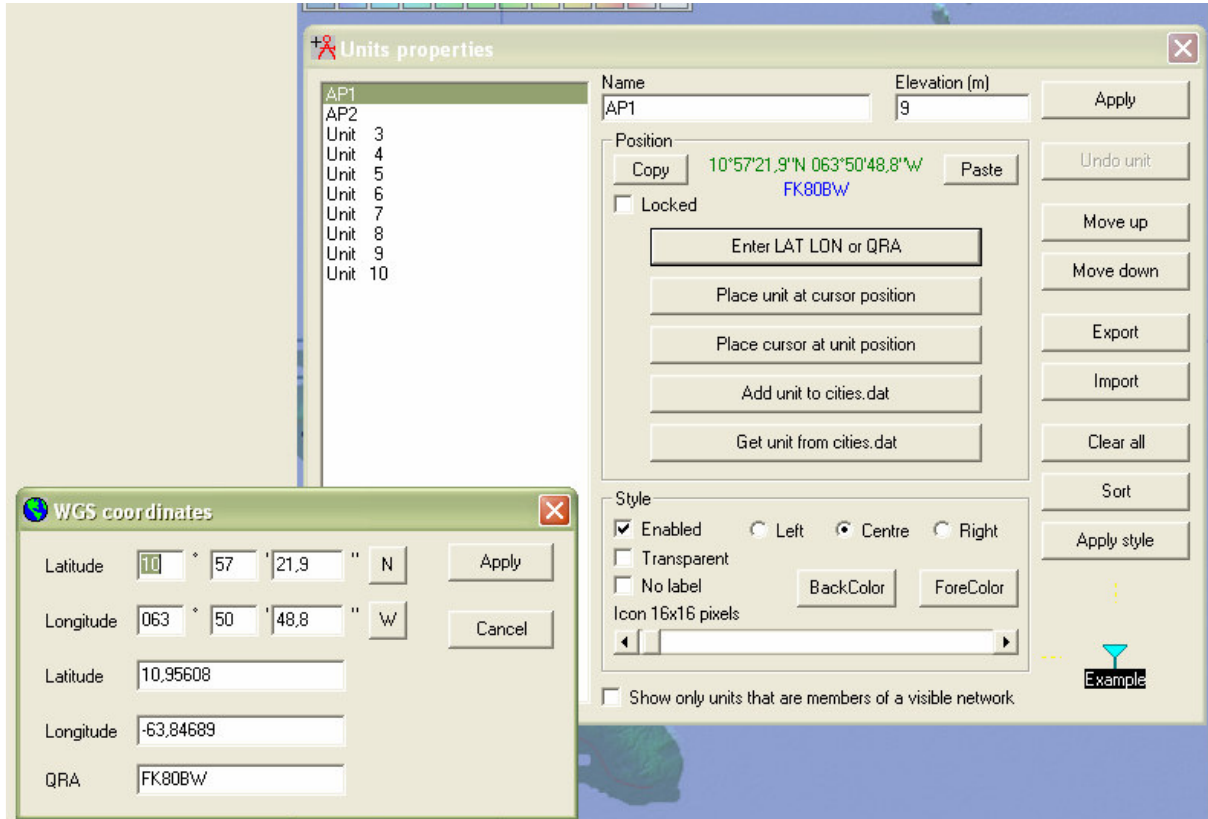 Units properties
AP1
AP2
Unit 3
Unit 4
Unit 5
Unit 6
Unit 7
Unit 8
Unit 9
Unit 10
Name
AP1
Elevation (m)
9
Position
Copy
10°57'21,9''N 063°50'48,8''W
FK80BW
Paste
Locked
Enter LAT LON or QRA
Place unit at cursor position
Place cursor at unit position
Add unit to cities.dat
Get unit from cities.dat
Style
Enabled Left Centre Right
Transparent
No label
BackColor ForeColor
Icon 16x16 pixels
Show only units that are members of a visible network
Apply
Undo unit
Move up
Move down
Export
Import
Clear all
Sort
Apply style
Example
WGS coordinates
Latitude 10 ° 57 ' 21,9 " N
Longitude 063 ° 50 ' 48,8 " W
Latitude 10,95608
Longitude -63,84689
QRA FK80BW
Apply
Cancel